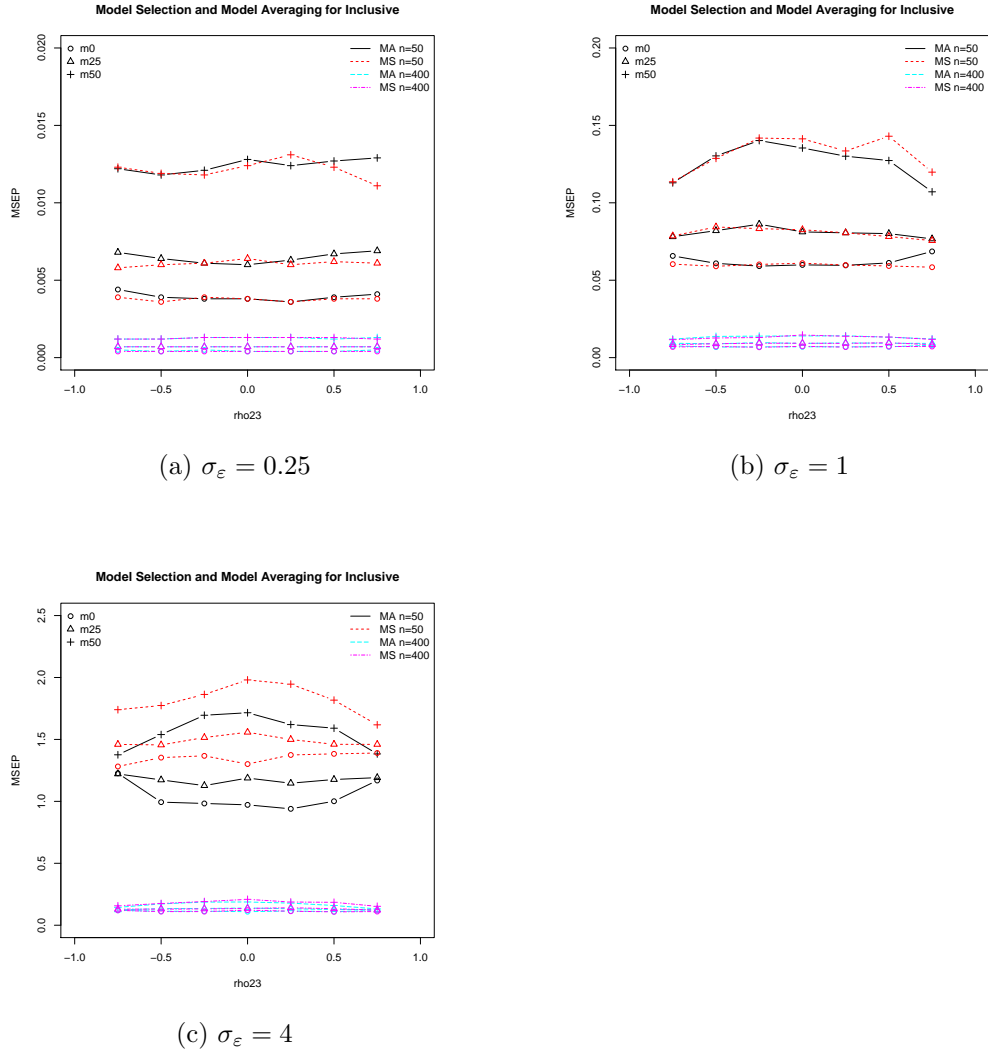 Model Selection and Model Averaging for Inclusive
m0
m25
m50
MA n=50
MS n=50
MA n=400
MS n=400
0.020
0.015
0.010
0.005
0.000
MSEP
−1.0 −0.5 0.0 0.5 1.0
rho23
(a) σ_ε = 0.25
Model Selection and Model Averaging for Inclusive
m0
m25
m50
MA n=50
MS n=50
MA n=400
MS n=400
0.20
0.15
0.10
0.05
0.00
MSEP
−1.0 −0.5 0.0 0.5 1.0
rho23
(b) σ_ε = 1
Model Selection and Model Averaging for Inclusive
m0
m25
m50
MA n=50
MS n=50
MA n=400
MS n=400
2.5
2.0
1.5
1.0
0.5
0.0
MSEP
−1.0 −0.5 0.0 0.5 1.0
rho23
(c) σ_ε = 4